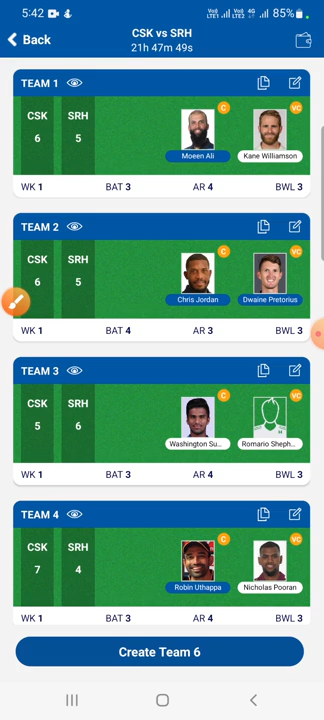 5:42 Vo) LTE1 Vo) LTE2 4G 85%
Back
CSK vs SRH
21h 47m 49s
TEAM 1
CSK SRH
6 5
C VC
Moeen Ali Kane Williamson
WK 1 BAT 3 AR 4 BWL 3
TEAM 2
CSK SRH
6 5
C VC
Chris Jordan Dwaine Pretorius
WK 1 BAT 4 AR 3 BWL 3
TEAM 3
CSK SRH
5 6
C VC
Washington Su... Romario Sheph...
WK 1 BAT 3 AR 4 BWL 3
TEAM 4
CSK SRH
7 4
C VC
Robin Uthappa Nicholas Pooran
WK 1 BAT 3 AR 4 BWL 3
Create Team 6